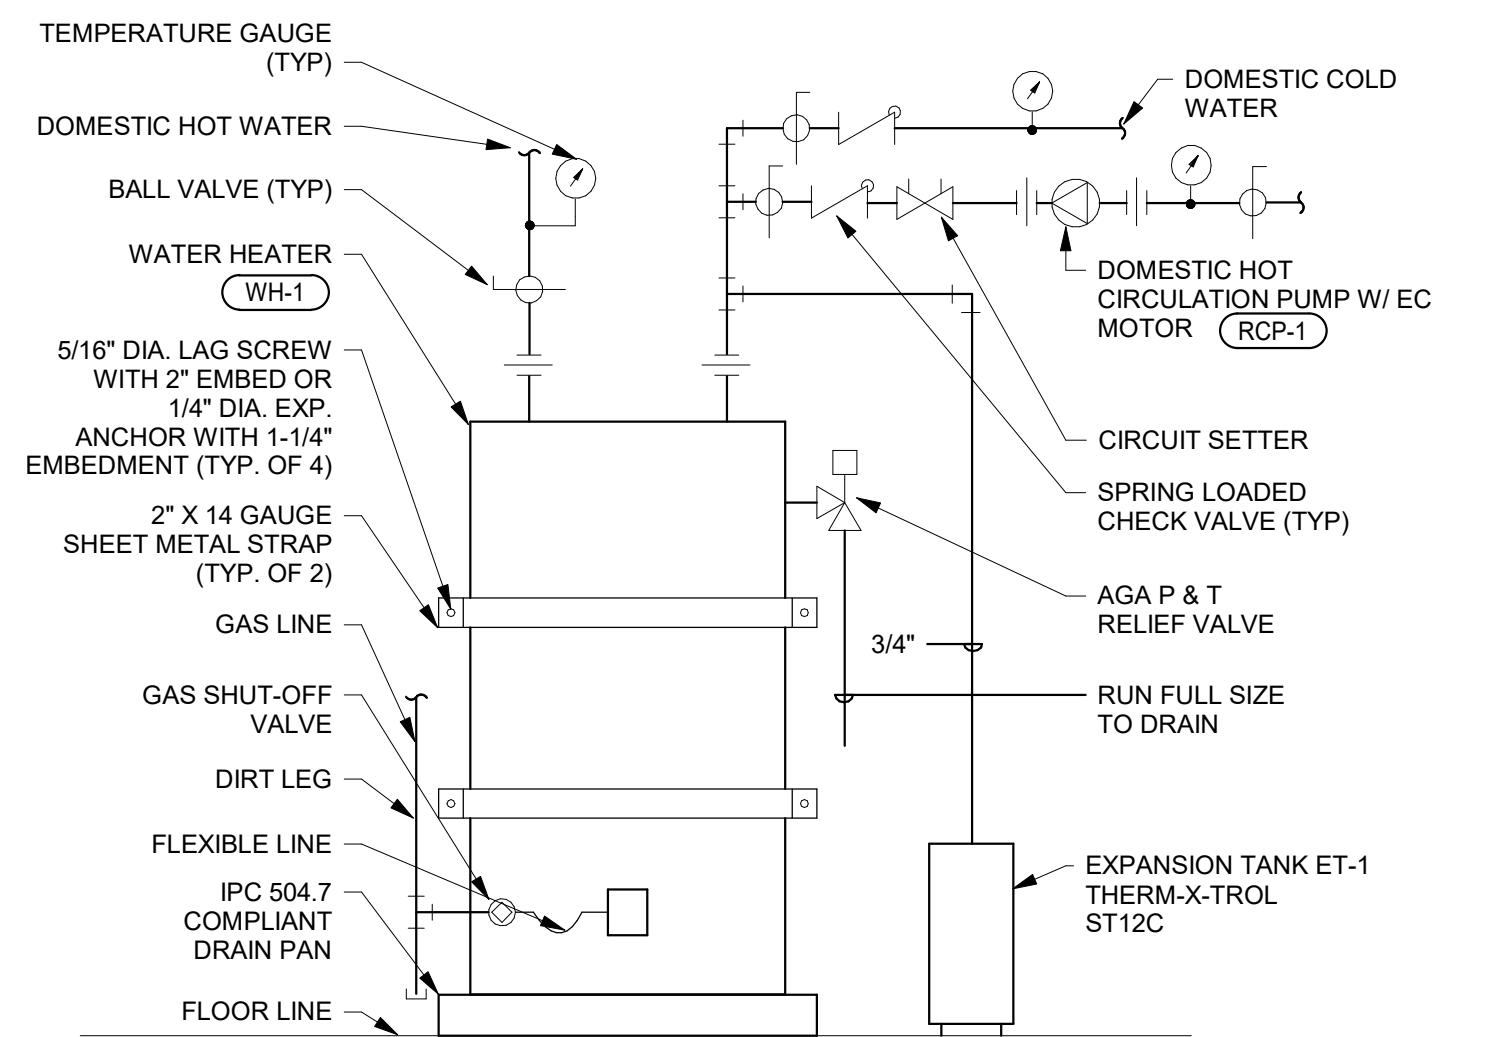 TEMPERATURE GAUGE
(TYP)
DOMESTIC HOT WATER
BALL VALVE (TYP)
WATER HEATER
WH-1
5/16" DIA. LAG SCREW
WITH 2" EMBED OR
1/4" DIA. EXP.
ANCHOR WITH 1-1/4"
EMBEDMENT (TYP. OF 4)
2" X 14 GAUGE
SHEET METAL STRAP
(TYP. OF 2)
GAS LINE
GAS SHUT-OFF
VALVE
DIRT LEG
FLEXIBLE LINE
IPC 504.7
COMPLIANT
DRAIN PAN
FLOOR LINE
DOMESTIC COLD
WATER
DOMESTIC HOT
CIRCULATION PUMP W/ EC
MOTOR
RCP-1
CIRCUIT SETTER
SPRING LOADED
CHECK VALVE (TYP)
AGA P & T
RELIEF VALVE
3/4"
RUN FULL SIZE
TO DRAIN
EXPANSION TANK ET-1
THERM-X-TROL
ST12C